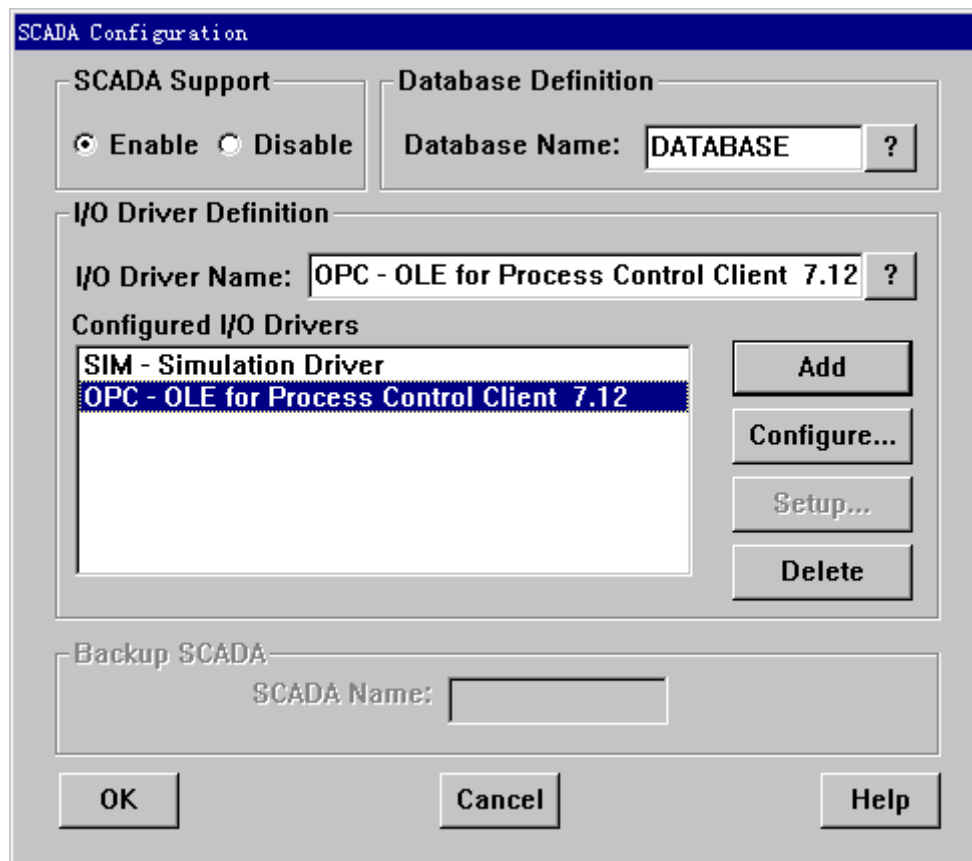 SCADA Configuration
SCADA Support
Enable Disable
Database Definition
Database Name: DATABASE ?
I/O Driver Definition
I/O Driver Name: OPC - OLE for Process Control Client 7.12 ?
Configured I/O Drivers
SIM - Simulation Driver
OPC - OLE for Process Control Client 7.12
Add
Configure...
Setup...
Delete
Backup SCADA
SCADA Name:
OK Cancel Help